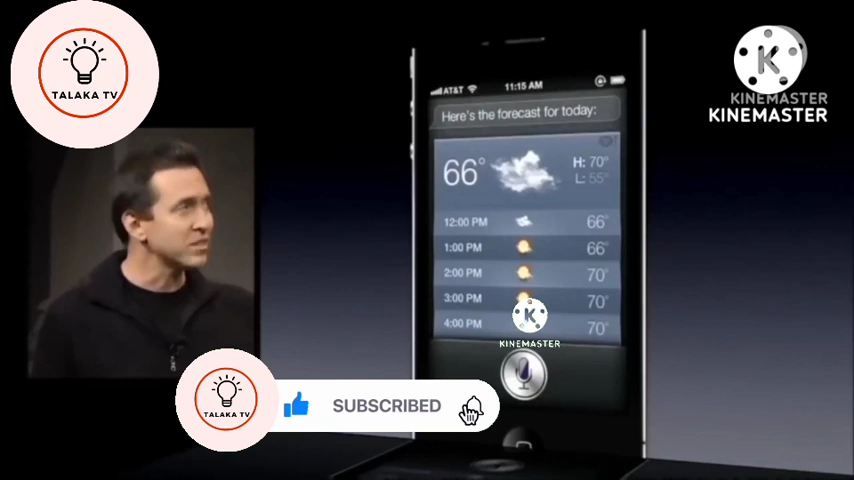 TALAKA TV
KINEMASTER
KINEMASTER
AT&T 11:15 AM
Here's the forecast for today:
66° H: 70°
L: 55°
12:00 PM 66°
1:00 PM 66°
2:00 PM 70°
3:00 PM 70°
4:00 PM 70°
K
KINEMASTER
TALAKA TV
SUBSCRIBED